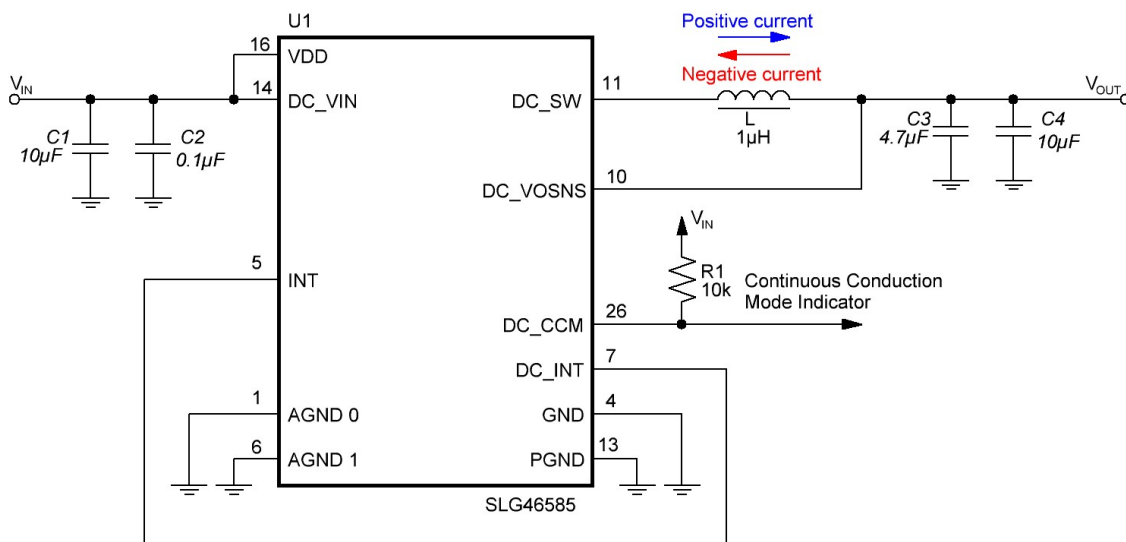 U1
Positive current
Negative current
16
VDD
V_IN
14
DC_VIN
DC_SW
11
L
1µH
V_OUT
C1
10µF
C2
0.1µF
C3
4.7µF
C4
10µF
DC_VOSNS
10
V_IN
R1
10k
Continuous Conduction
Mode Indicator
5
INT
DC_CCM
26
DC_INT
7
1
AGND 0
GND
4
6
AGND 1
PGND
13
SLG46585